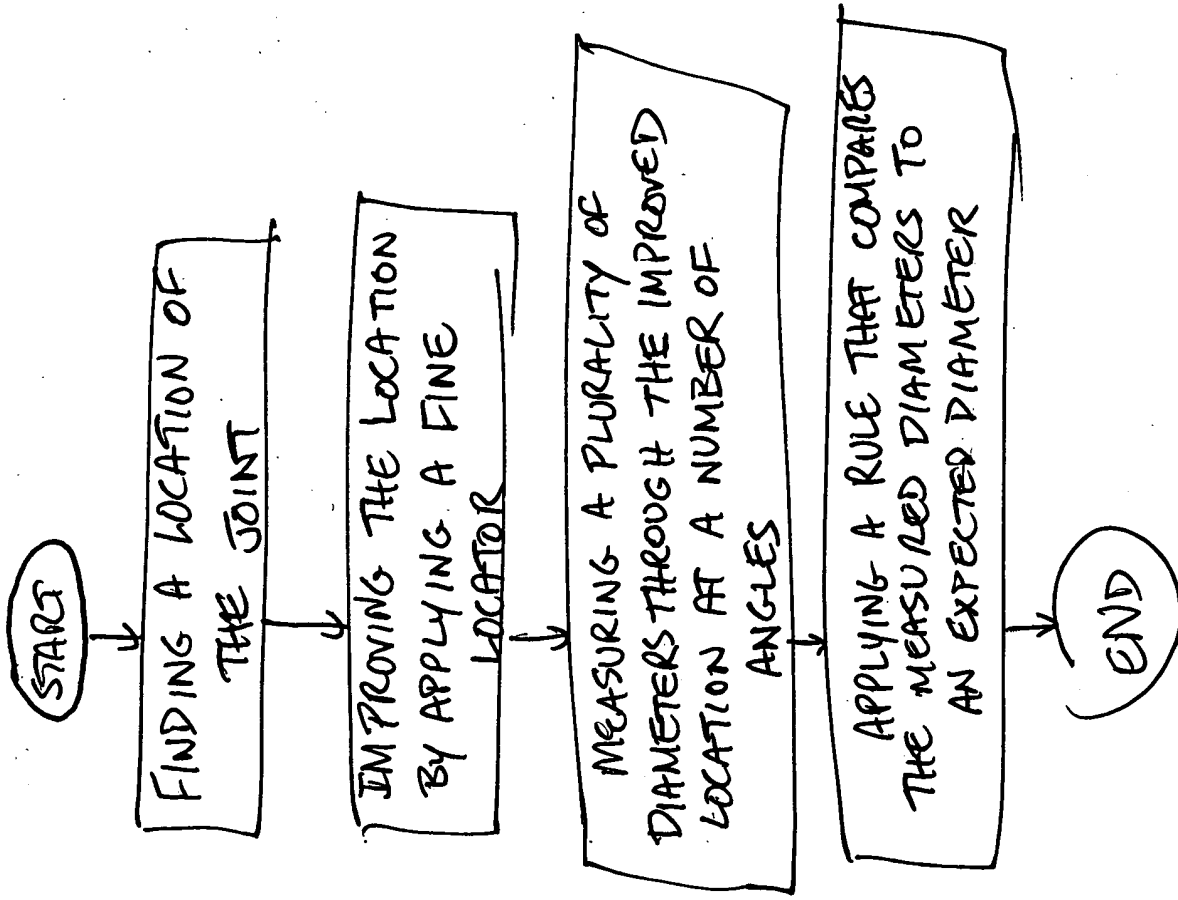 START
FINDING A LOCATION OF
THE JOINT
IMPROVING THE LOCATION
BY APPLYING A FINE
LOCATOR
MEASURING A PLURALITY OF
DIAMETERS THROUGH THE IMPROVED
LOCATION AT A NUMBER OF
ANGLES
APPLYING A RULE THAT COMPARES
THE MEASURED DIAMETERS TO
AN EXPECTED DIAMETER
END